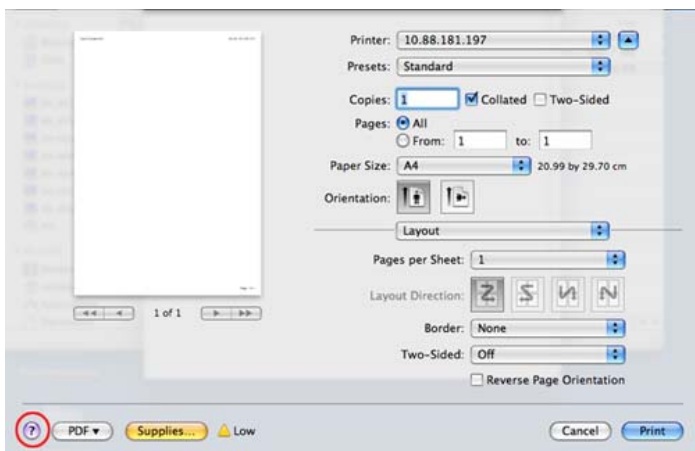 Printer: 10.88.181.197
Presets: Standard
Copies: 1 Collated Two-Sided
Pages: All
From: 1 to: 1
Paper Size: A4 20.99 by 29.70 cm
Orientation:
Layout
Pages per Sheet: 1
Layout Direction:
Border: None
Two-Sided: Off
Reverse Page Orientation
1 of 1
? PDF Supplies... Low Cancel Print